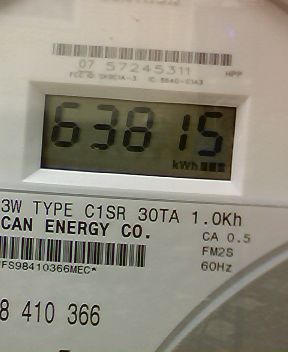 07 57245311 HPP
63815
kWh
3W TYPE C1SR 30TA 1.0Kh
CAN ENERGY CO.
CA 0.5
FM2S
60Hz
FS98410366MEC*
8 410 366